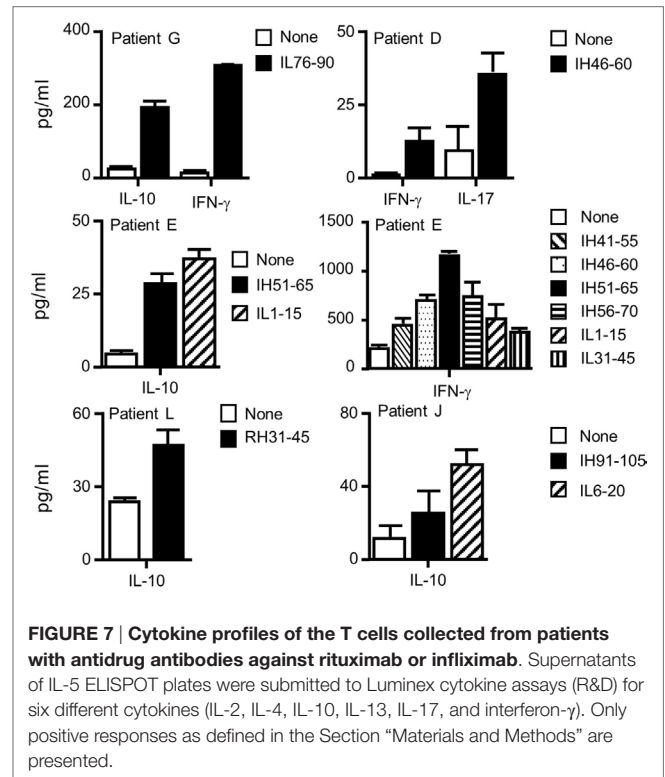 Patient G
None
IL76-90
400
200
0
pg/ml
IL-10
IFN-γ
Patient D
None
IH46-60
50
25
0
IFN-γ
IL-17
Patient E
None
IH51-65
IL1-15
50
25
0
IL-10
Patient E
None
IH41-55
IH46-60
IH51-65
IH56-70
IL1-15
IL31-45
1500
1000
500
0
IFN-γ
Patient L
None
RH31-45
60
30
0
pg/ml
IL-10
Patient J
None
IH91-105
IL6-20
80
40
0
IL-10
FIGURE 7 | Cytokine profiles of the T cells collected from patients
with antidrug antibodies against rituximab or infliximab. Supernatants
of IL-5 ELISPOT plates were submitted to Luminex cytokine assays (R&D) for
six different cytokines (IL-2, IL-4, IL-10, IL-13, IL-17, and interferon-γ). Only
positive responses as defined in the Section “Materials and Methods” are
presented.